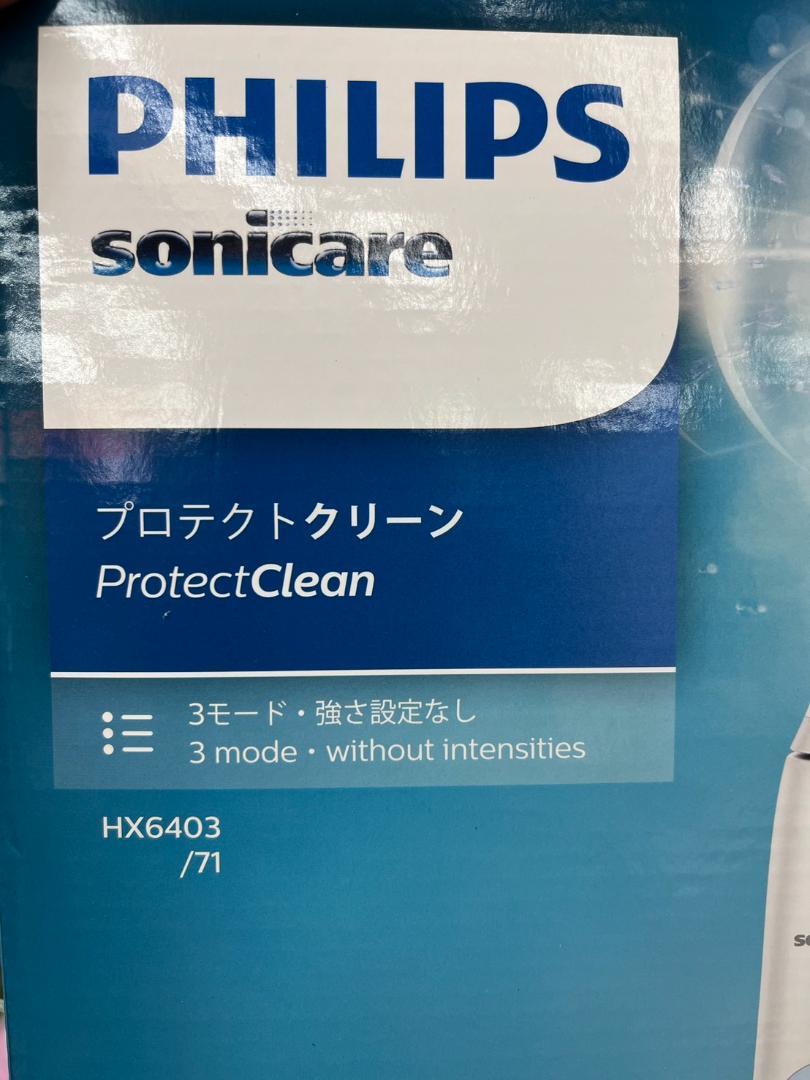 PHILIPS
sonicare
プロテクトクリーン
ProtectClean
3モード・強さ設定なし
3 mode・without intensities
HX6403
/71